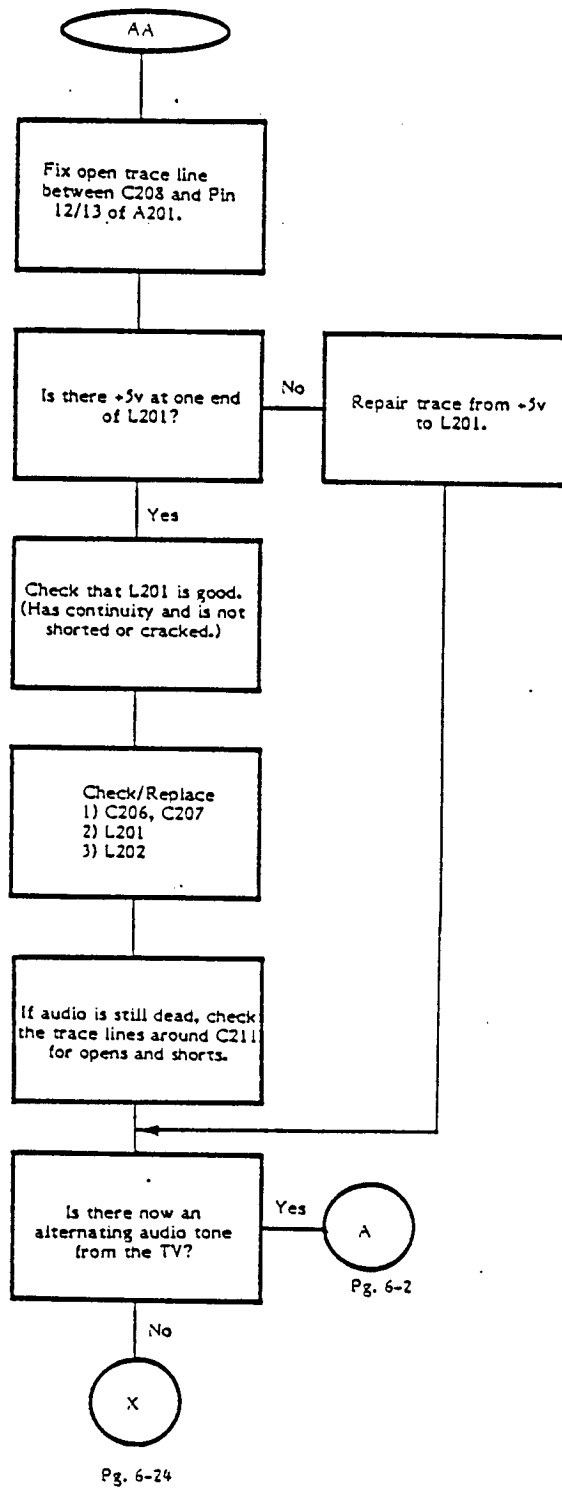 AA
Fix open trace line
between C208 and Pin
12/13 of A201.
Is there +5v at one end
of L201?
No
Repair trace from +5v
to L201.
Yes
Check that L201 is good.
(Has continuity and is not
shorted or cracked.)
Check/Replace
1) C206, C207
2) L201
3) L202
If audio is still dead, check
the trace lines around C211
for opens and shorts.
Is there now an
alternating audio tone
from the TV?
Yes
A
Pg. 6-2
No
X
Pg. 6-24